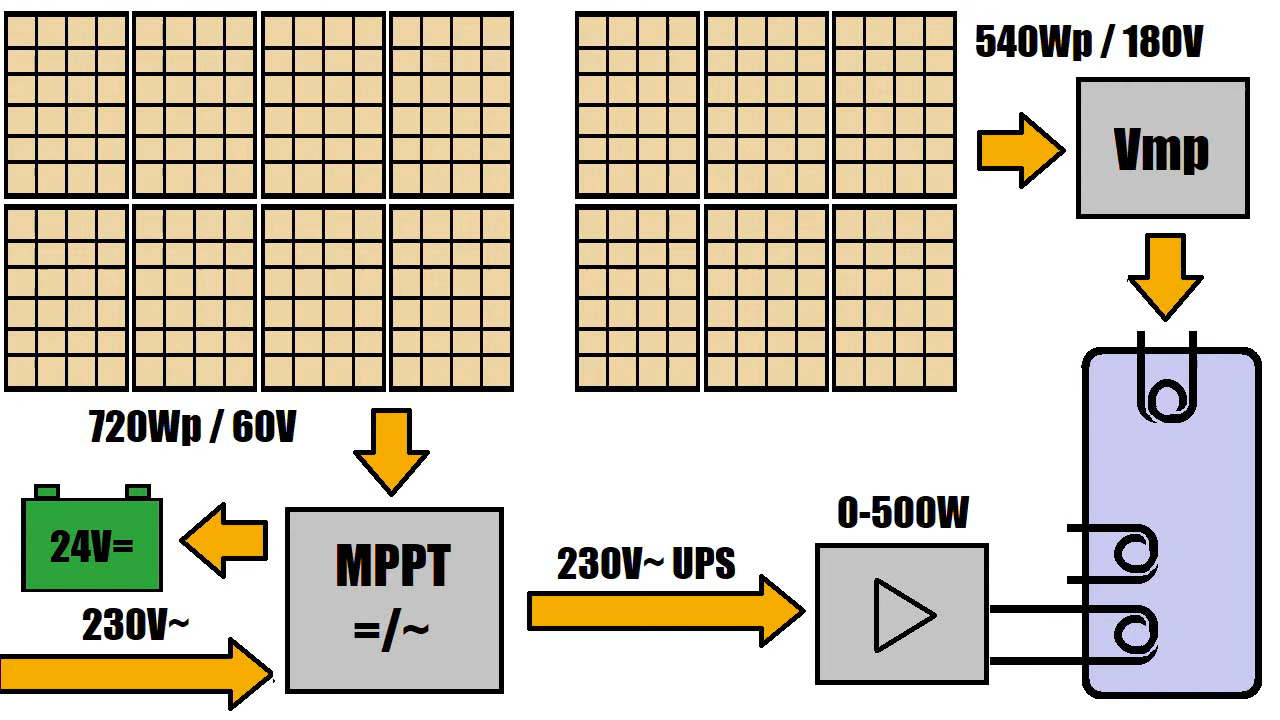 540Wp / 180V
Vmp
720Wp / 60V
24V=
MPPT
=/~
230V~
230V~ UPS
0-500W